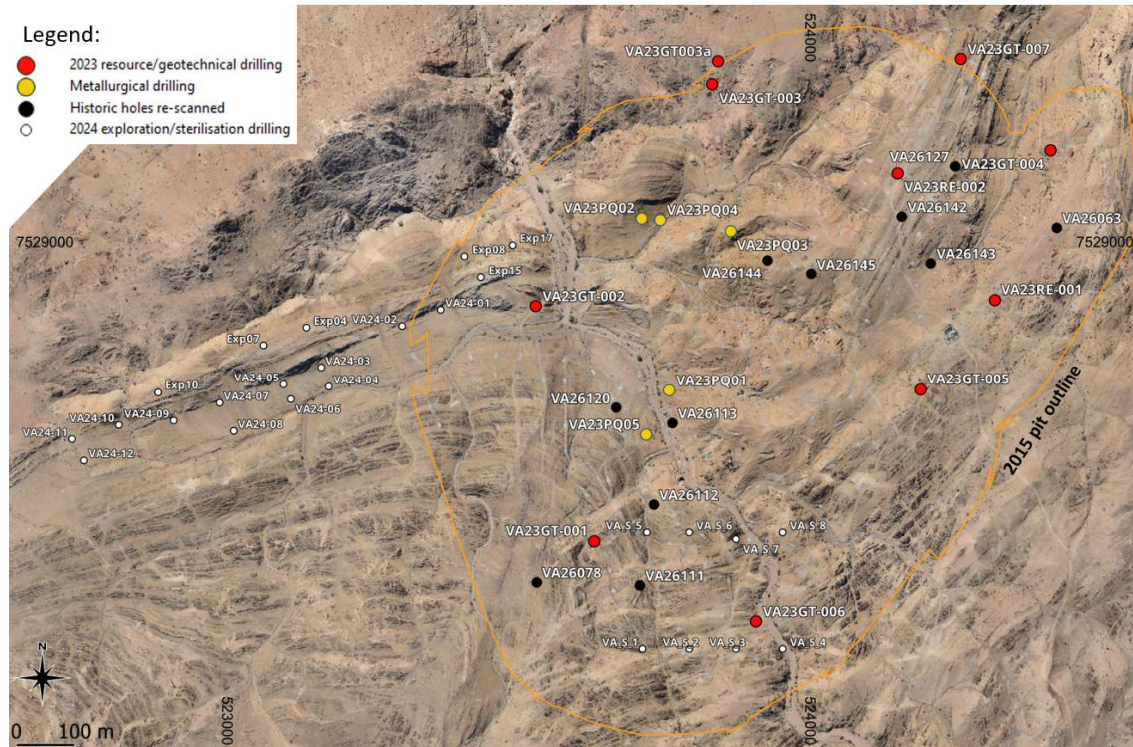 Legend:
2023 resource/geotechnical drilling
Metallurgical drilling
Historic holes re-scanned
2024 exploration/sterilisation drilling
524000
VA23GT003a
VA23GT-007
VA23GT-003
VA26127
VA23GT-004
VA23RE-002
VA23PQ02
VA23PQ04
VA26142
VA26063
7529000
Exp17
Exp08
VA23PQ03
7529000
VA26144
VA26145
VA26143
Exp15
VA23RE-001
VA24-01
VA23GT-002
VA24-02
Exp04
Exp07
VA24-03
VA24-05
VA24-04
Exp10
VA24-07
VA23PQ01
VA23GT-005
VA24-10
VA24-09
VA24-06
VA26120
VA26113
VA24-11
VA24-08
VA23PQ05
2015 pit outline
VA24-12
VA26112
VA23GT-001
VA_S_5
VA_S_6
VA_S_8
VA_S_7
VA26078
VA26111
VA23GT-006
VA_S_1
VA_S_2
VA_S_3
VA_S_4
N
523000
524000
0 100 m